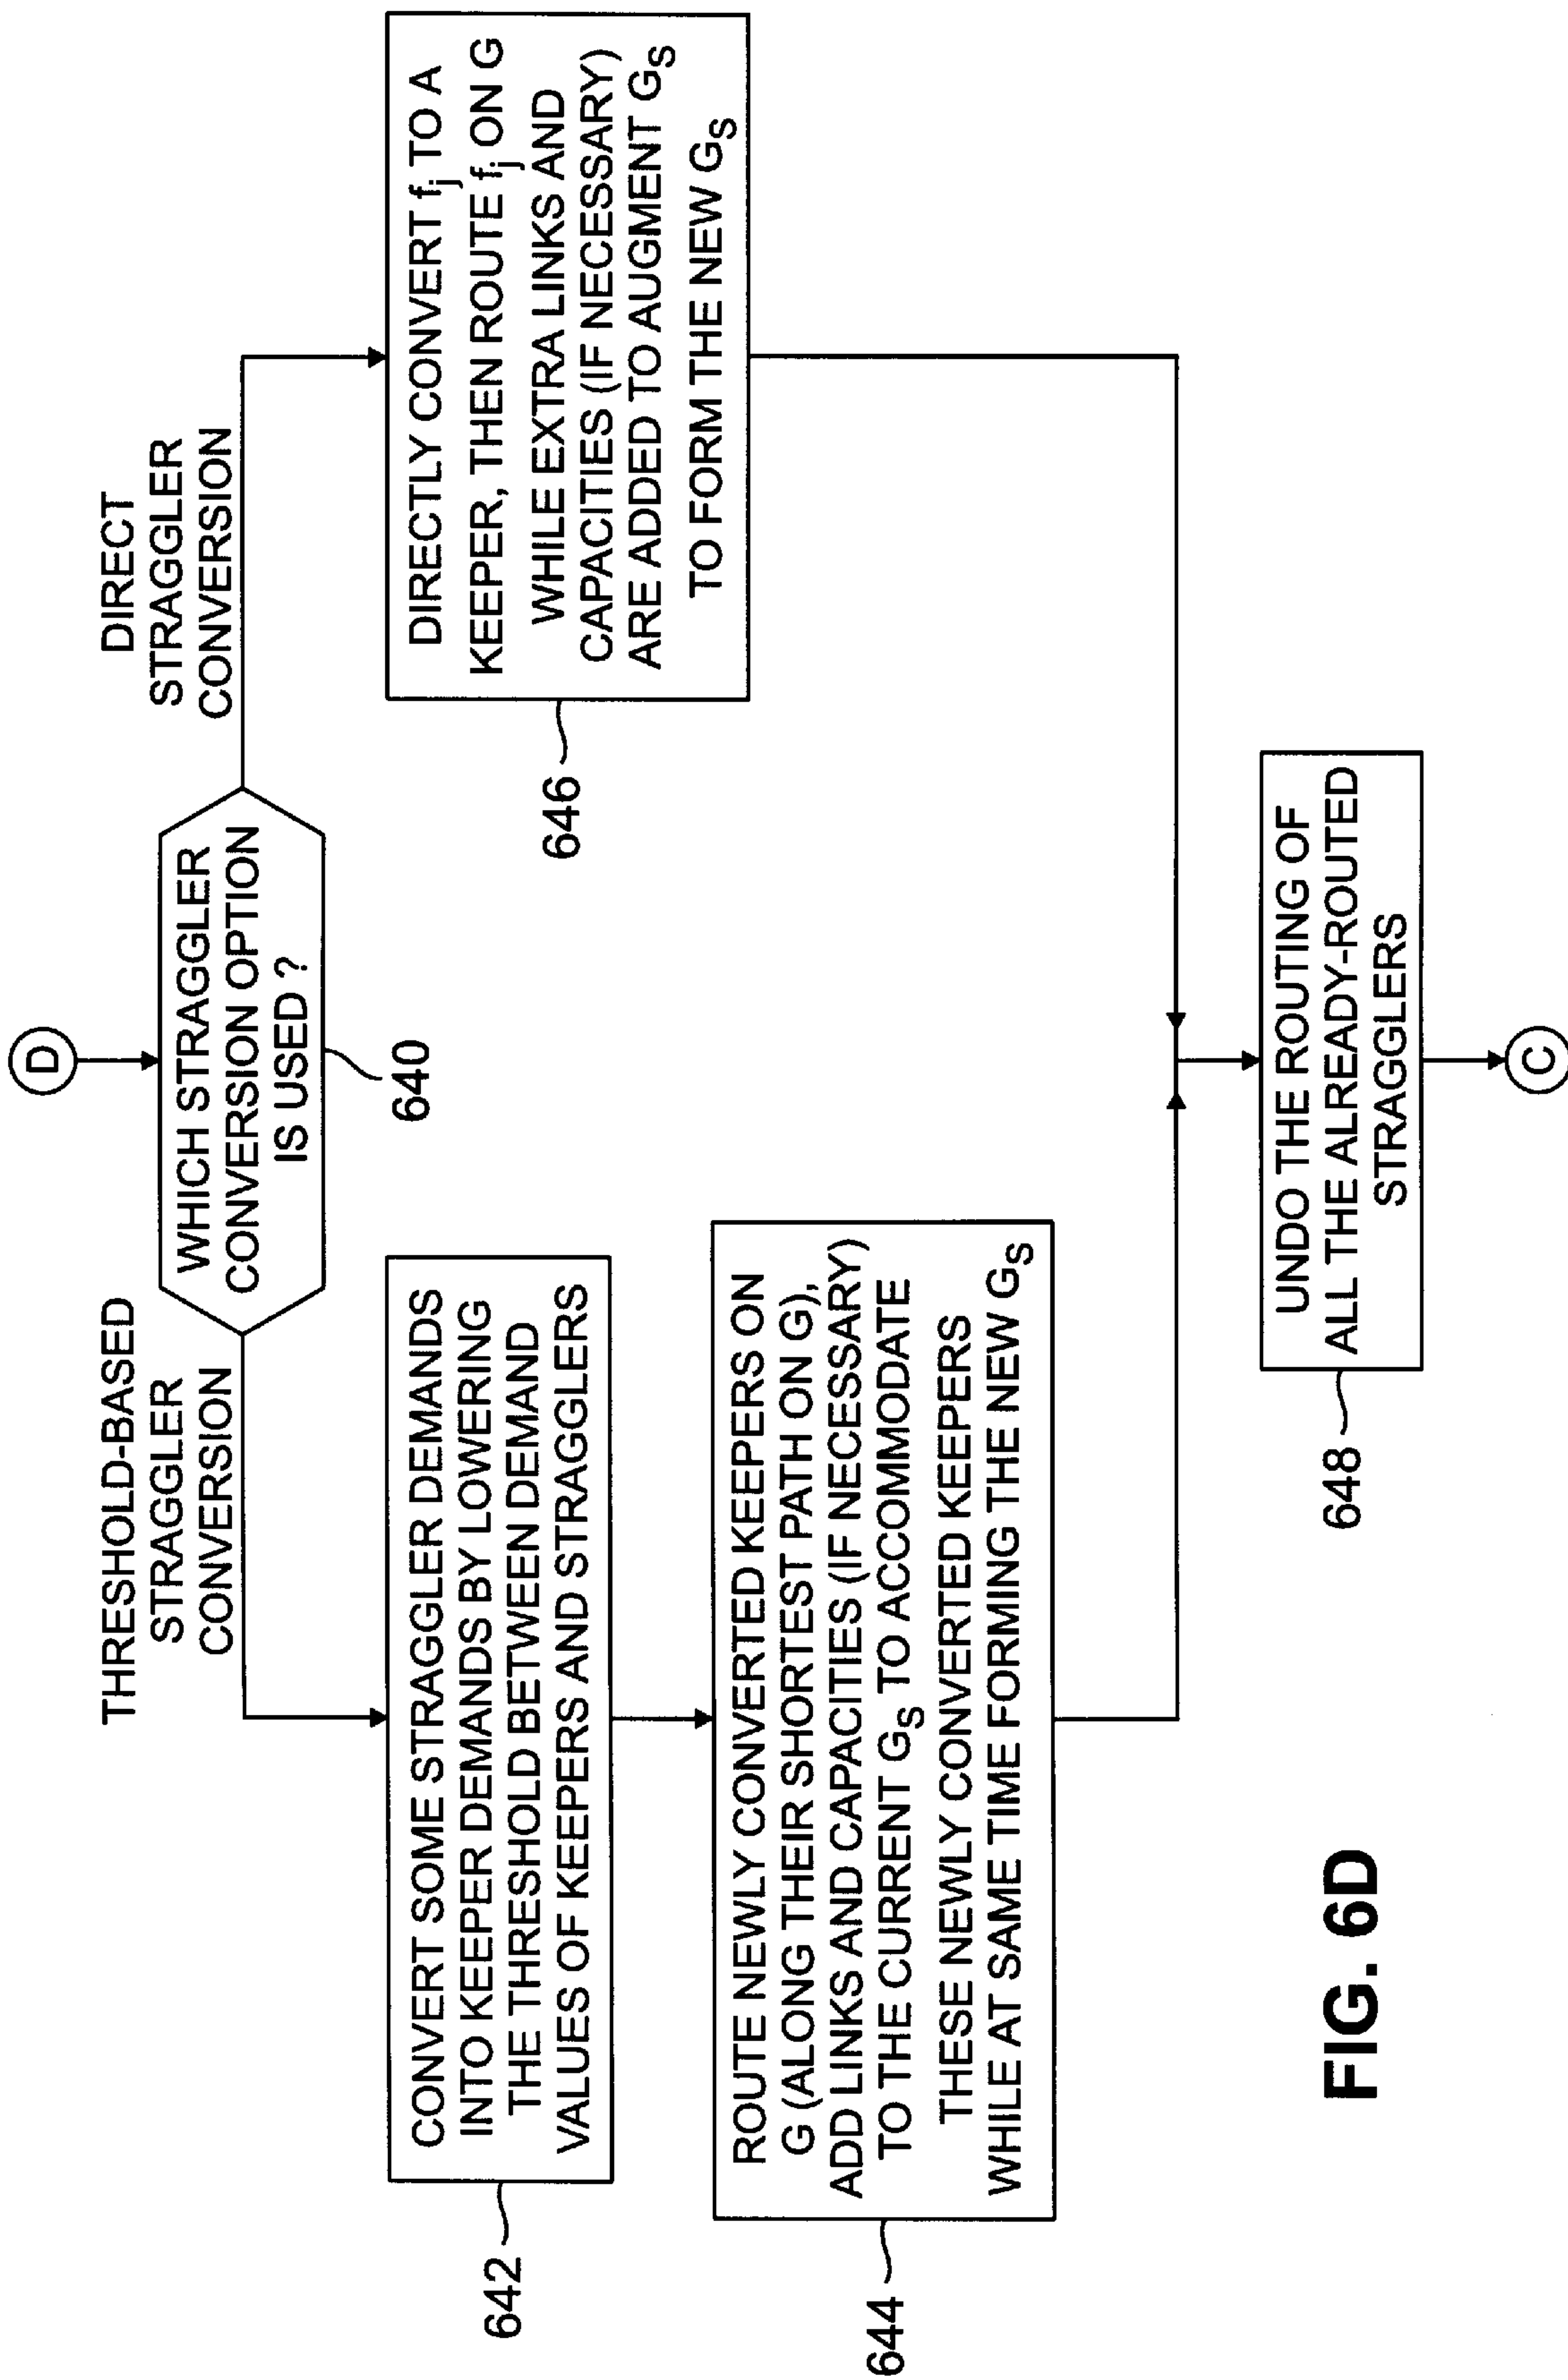 D
WHICH STRAGGLER
CONVERSION OPTION
IS USED ?
640
THRESHOLD-BASED
STRAGGLER
CONVERSION
DIRECT
STRAGGLER
CONVERSION
CONVERT SOME STRAGGLER DEMANDS
INTO KEEPER DEMANDS BY LOWERING
THE THRESHOLD BETWEEN DEMAND
VALUES OF KEEPERS AND STRAGGLERS
642
ROUTE NEWLY CONVERTED KEEPERS ON
G (ALONG THEIR SHORTEST PATH ON G),
ADD LINKS AND CAPACITIES (IF NECESSARY)
TO THE CURRENT GS TO ACCOMMODATE
THESE NEWLY CONVERTED KEEPERS
WHILE AT SAME TIME FORMING THE NEW GS
644
DIRECTLY CONVERT fj TO A
KEEPER, THEN ROUTE fj ON G
WHILE EXTRA LINKS AND
CAPACITIES (IF NECESSARY)
ARE ADDED TO AUGMENT GS
TO FORM THE NEW GS
646
UNDO THE ROUTING OF
ALL THE ALREADY-ROUTED
STRAGGLERS
648
C
FIG. 6D